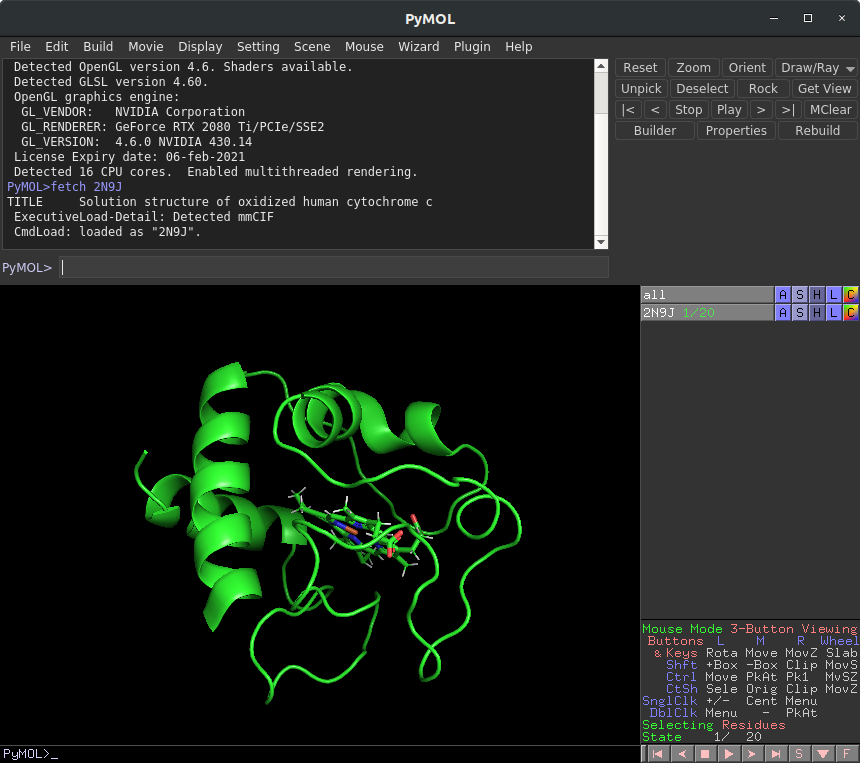 PyMOL
File Edit Build Movie Display Setting Scene Mouse Wizard Plugin Help
Detected OpenGL version 4.6. Shaders available.
Detected GLSL version 4.60.
OpenGL graphics engine:
GL_VENDOR: NVIDIA Corporation
GL_RENDERER: GeForce RTX 2080 Ti/PCIe/SSE2
GL_VERSION: 4.6.0 NVIDIA 430.14
License Expiry date: 06-feb-2021
Detected 16 CPU cores. Enabled multithreaded rendering.
PyMOL>fetch 2N9J
TITLE Solution structure of oxidized human cytochrome c
ExecutiveLoad-Detail: Detected mmCIF
CmdLoad: loaded as "2N9J".
PyMOL>
Reset Zoom Orient Draw/Ray
Unpick Deselect Rock Get View
|< < Stop Play > >| MClear
Builder Properties Rebuild
all A S H L C
2N9J 1/20 A S H L C
Mouse Mode 3-Button Viewing
Buttons L M R Wheel
& Keys Rota Move MovZ Slab
Shft +Box -Box Clip MovS
Ctrl Move PkAt Pk1 MvSZ
CtSh Sele Orig Clip MovZ
SnglClk +/- Cent Menu
DblClk Menu - PkAt
Selecting Residues
State 1/ 20
PyMOL>_
S F